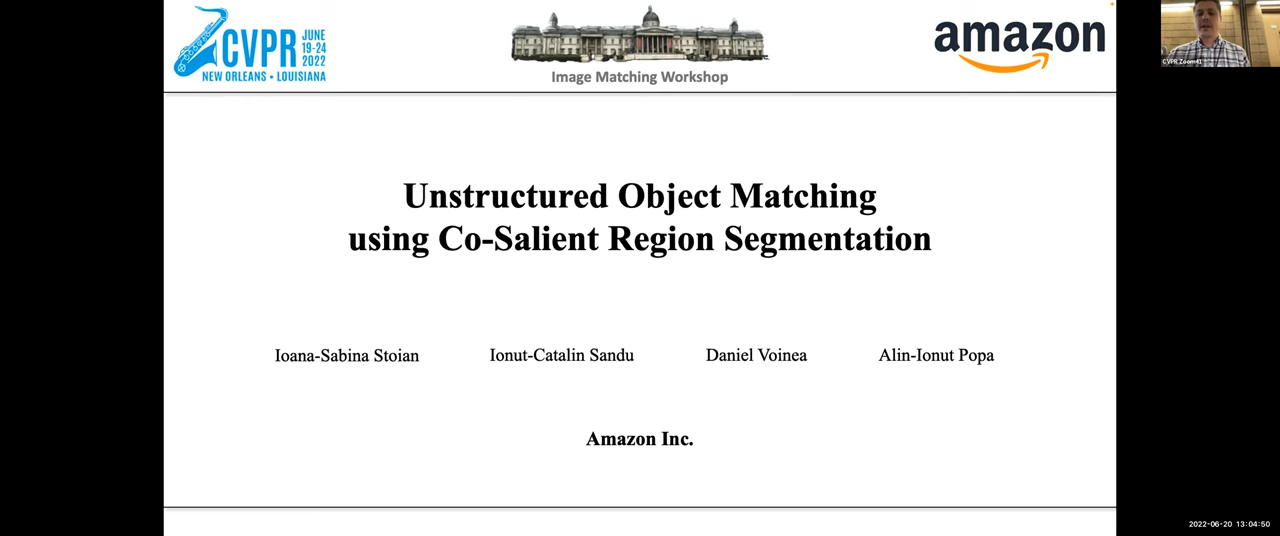 CVPR
JUNE
19-24
2022
NEW ORLEANS • LOUISIANA
Image Matching Workshop
amazon
CVPR Zoom41
Unstructured Object Matching
using Co-Salient Region Segmentation
Ioana-Sabina Stoian Ionut-Catalin Sandu Daniel Voinea Alin-Ionut Popa
Amazon Inc.
2022-06-20 13:04:50